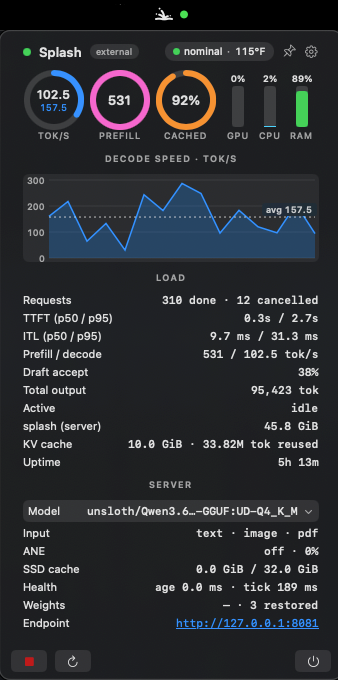 Splash external nominal · 115°F
102.5
157.5
TOK/S
531
PREFILL
92%
CACHED
0% 2% 89%
GPU CPU RAM
DECODE SPEED · TOK/S
300
200
100
0
avg 157.5
LOAD
Requests 310 done · 12 cancelled
TTFT (p50 / p95) 0.3s / 2.7s
ITL (p50 / p95) 9.7 ms / 31.3 ms
Prefill / decode 531 / 102.5 tok/s
Draft accept 38%
Total output 95,423 tok
Active idle
splash (server) 45.8 GiB
KV cache 10.0 GiB · 33.82M tok reused
Uptime 5h 13m
SERVER
Model unsloth/Qwen3.6…-GGUF:UD-Q4_K_M
Input text · image · pdf
ANE off · 0%
SSD cache 0.0 GiB / 32.0 GiB
Health age 0.0 ms · tick 189 ms
Weights — · 3 restored
Endpoint http://127.0.0.1:8081